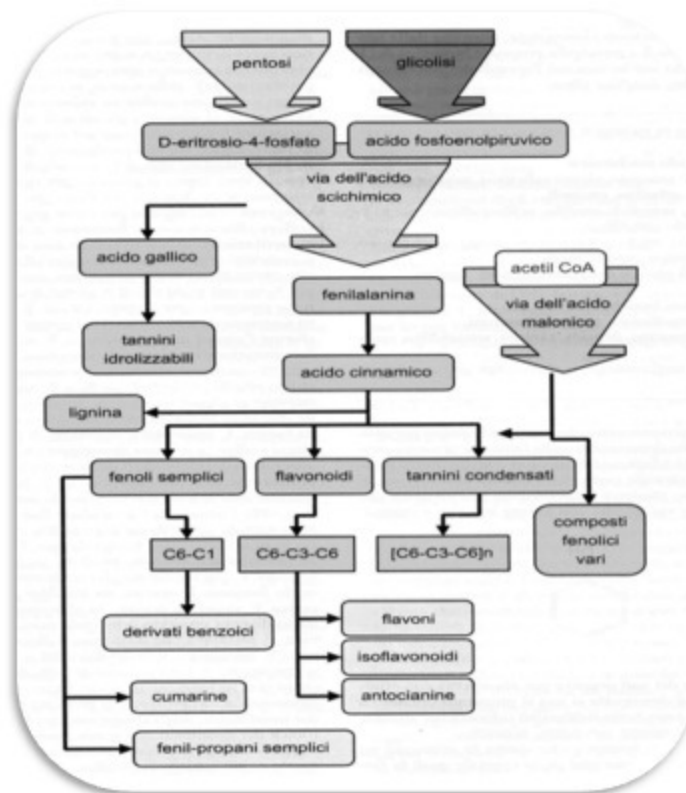 pentosi
glicolisi
D-eritrosio-4-fosfato
acido fosfoenolpiruvico
via dell'acido
scichimico
acido gallico
acetil CoA
fenilalanina
via dell'acido
malonico
tannini
idrolizzabili
acido cinnamico
lignina
fenoli semplici
flavonoidi
tannini condensati
composti
fenolici
vari
C6-C1
C6-C3-C6
[C6-C3-C6]n
derivati benzoici
flavoni
isoflavonoidi
cumarine
antocianine
fenil-propani semplici